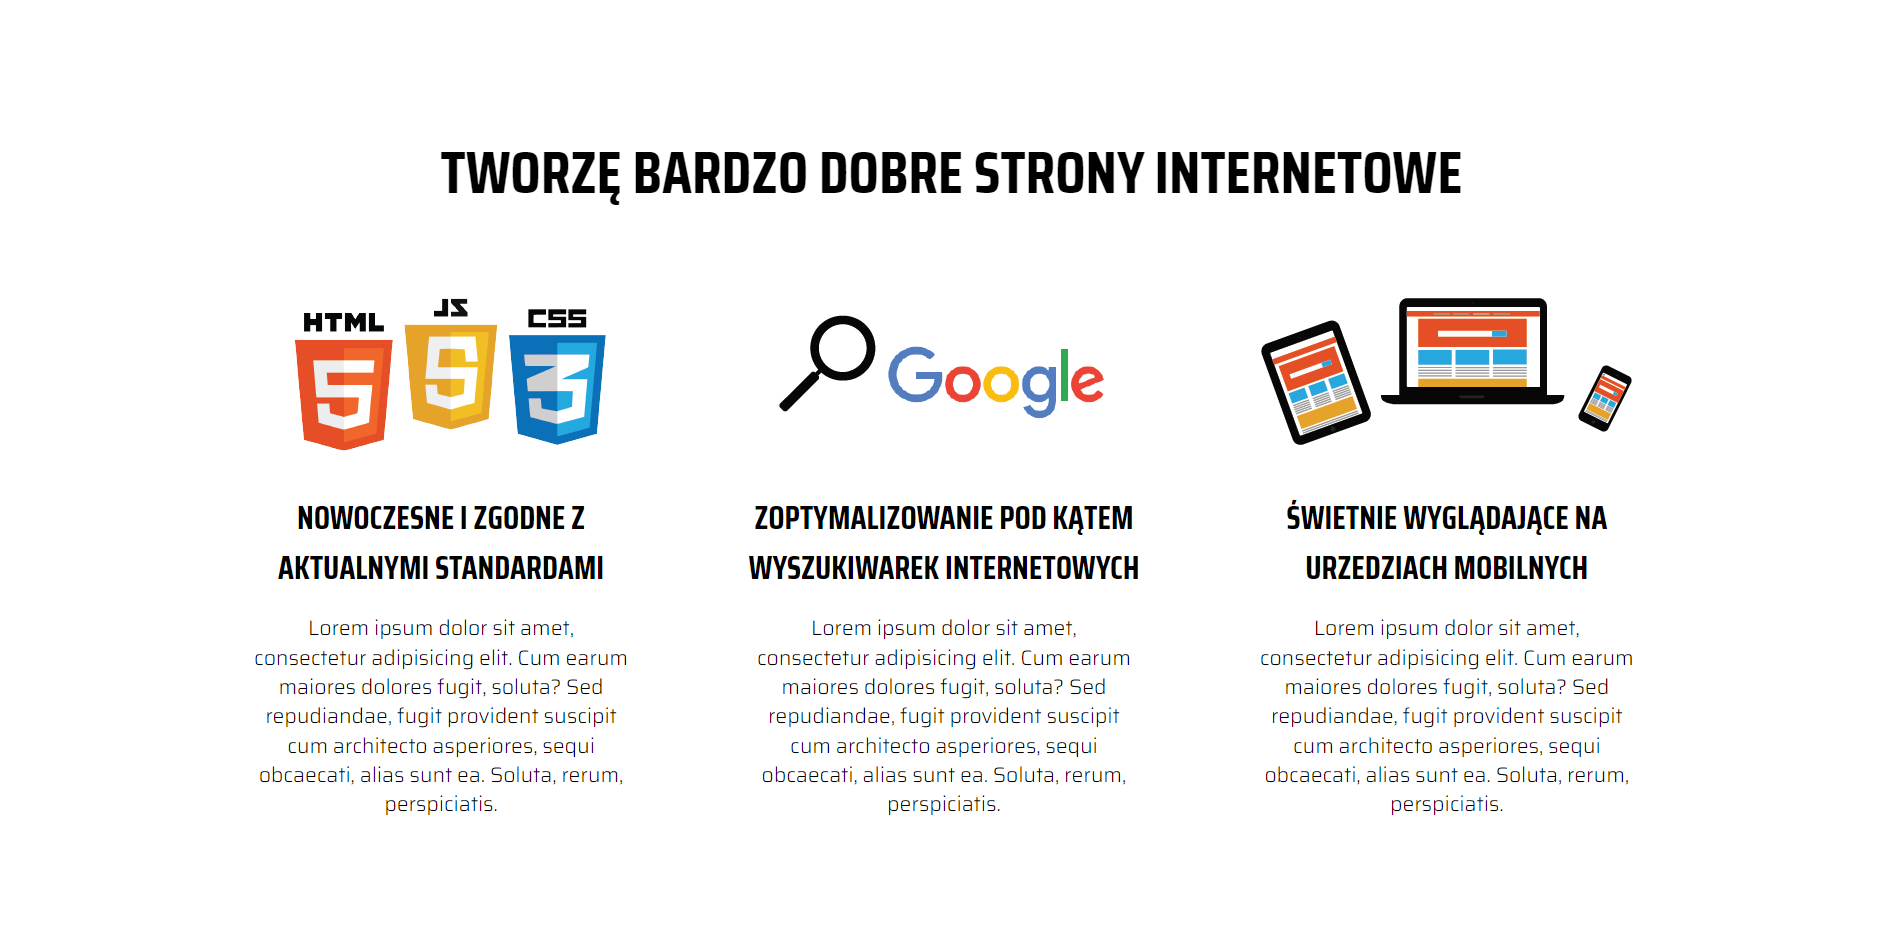 TWORZĘ BARDZO DOBRE STRONY INTERNETOWE
HTML
JS
CSS
5
5
3
Google
NOWOCZESNE I ZGODNE Z
AKTUALNYMI STANDARDAMI
Lorem ipsum dolor sit amet,
consectetur adipisicing elit. Cum earum
maiores dolores fugit, soluta? Sed
repudiandae, fugit provident suscipit
cum architecto asperiores, sequi
obcaecati, alias sunt ea. Soluta, rerum,
perspiciatis.
ZOPTYMALIZOWANIE POD KĄTEM
WYSZUKIWAREK INTERNETOWYCH
Lorem ipsum dolor sit amet,
consectetur adipisicing elit. Cum earum
maiores dolores fugit, soluta? Sed
repudiandae, fugit provident suscipit
cum architecto asperiores, sequi
obcaecati, alias sunt ea. Soluta, rerum,
perspiciatis.
ŚWIETNIE WYGLĄDAJĄCE NA
URZEDZIACH MOBILNYCH
Lorem ipsum dolor sit amet,
consectetur adipisicing elit. Cum earum
maiores dolores fugit, soluta? Sed
repudiandae, fugit provident suscipit
cum architecto asperiores, sequi
obcaecati, alias sunt ea. Soluta, rerum,
perspiciatis.